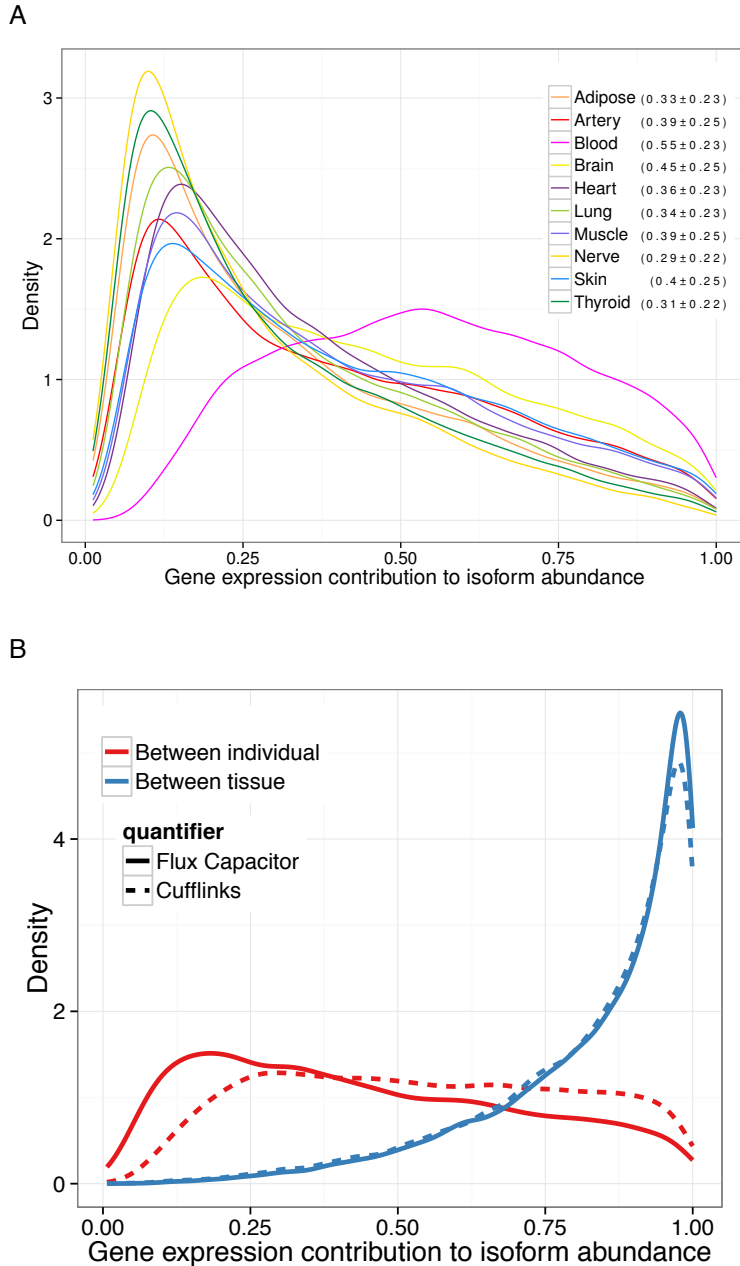 A
3
2
1
0
Density
Adipose (0.33±0.23)
Artery (0.39±0.25)
Blood (0.55±0.23)
Brain (0.45±0.25)
Heart (0.36±0.23)
Lung (0.34±0.23)
Muscle (0.39±0.25)
Nerve (0.29±0.22)
Skin (0.4±0.25)
Thyroid (0.31±0.22)
0.00 0.25 0.50 0.75 1.00
Gene expression contribution to isoform abundance
B
Between individual
Between tissue
quantifier
Flux Capacitor
Cufflinks
4
2
0
Density
0.00 0.25 0.50 0.75 1.00
Gene expression contribution to isoform abundance